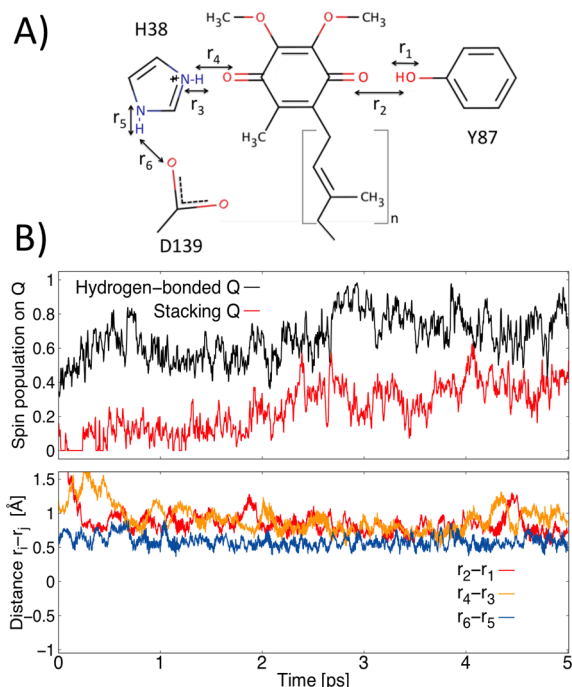 A)
H38
r₄
r₁
N-H
+
r₃
O
O
O
O
HO
r₂
N
H
r₅
r₆
H₃C
Y87
O
O
CH₃
n
D139
B)
Spin population on Q
1
0.8
0.6
0.4
0.2
0
Hydrogen-bonded Q
Stacking Q
Distance rᵢ-rⱼ [Å]
1.5
1
0.5
0
-0.5
-1
r₂-r₁
r₄-r₃
r₆-r₅
0 1 2 3 4 5
Time [ps]